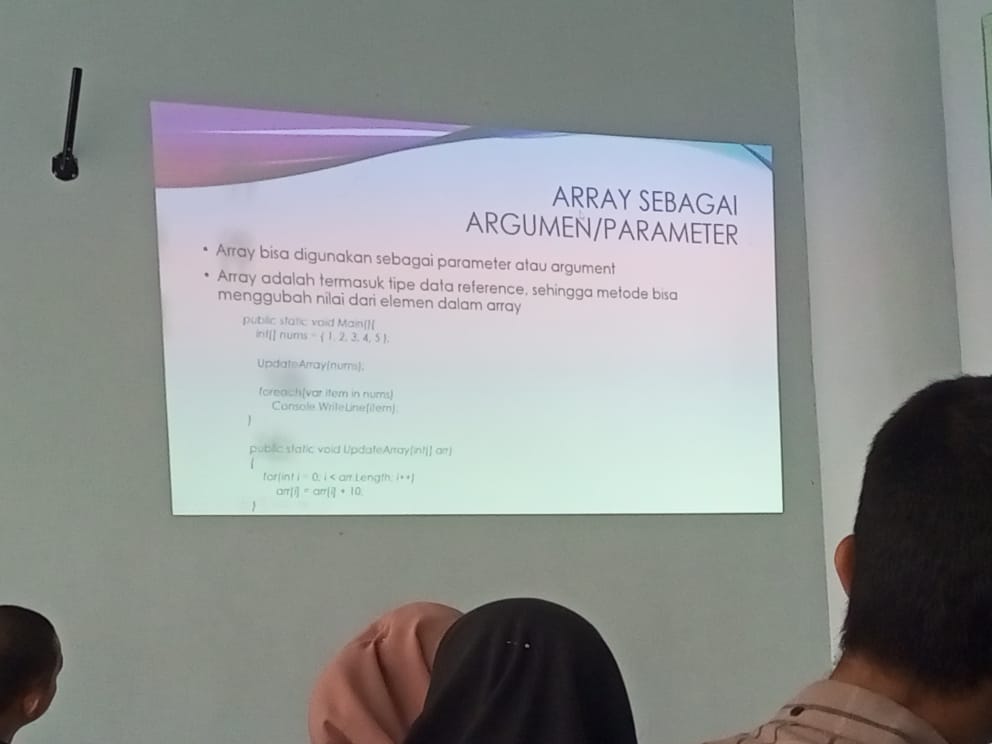 ARRAY SEBAGAI
ARGUMEN/PARAMETER
• Array bisa digunakan sebagai parameter atau argument
• Array adalah termasuk tipe data reference, sehingga metode bisa
menggubah nilai dari elemen dalam array
public static void Main(){
int[] nums = { 1, 2, 3, 4, 5 };
UpdateArray(nums);
foreach(var item in nums)
Console.WriteLine(item);
}
public static void UpdateArray(int[] arr)
{
for(int i = 0; i < arr.Length; i++)
arr[i] = arr[i] + 10;
}